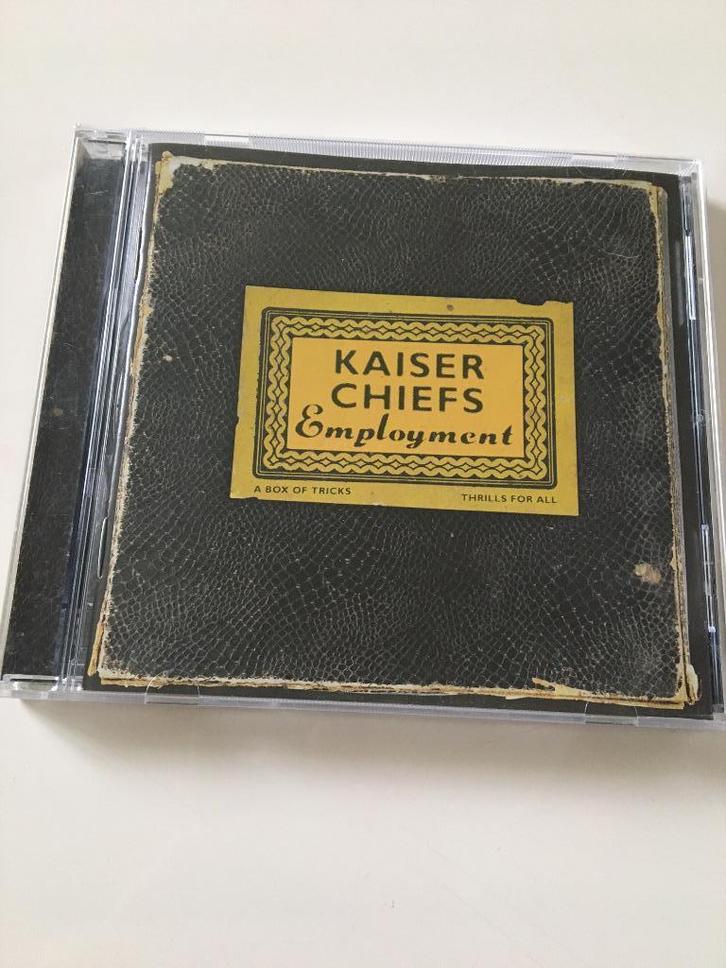 KAISER
CHIEFS
Employment
A BOX OF TRICKS
THRILLS FOR ALL